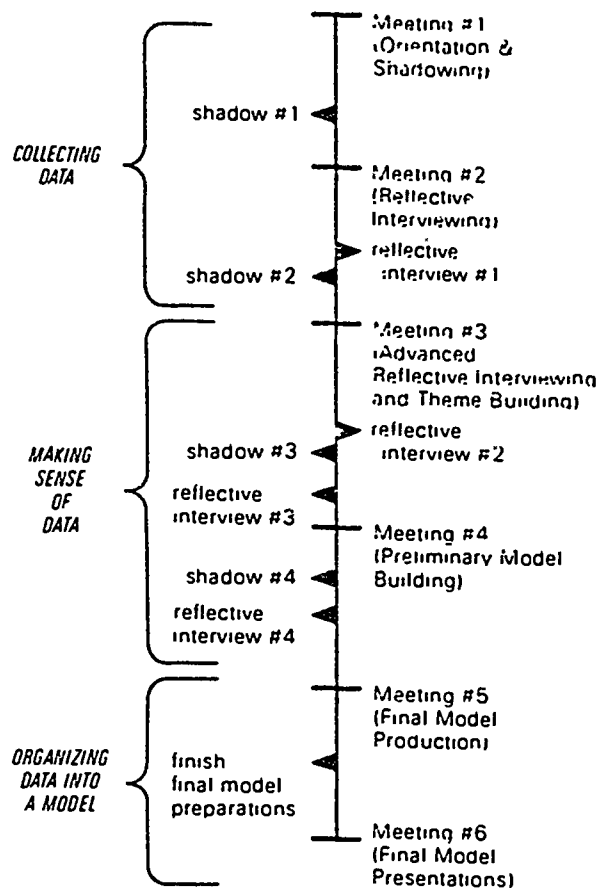 Meeting #1
(Orientation &
Shadowing)
shadow #1
COLLECTING
DATA
Meeting #2
(Reflective
Interviewing)
reflective
interview #1
shadow #2
Meeting #3
(Advanced
Reflective Interviewing
and Theme Building)
reflective
interview #2
shadow #3
MAKING
SENSE
OF
DATA
reflective
interview #3
Meeting #4
(Preliminary Model
Building)
shadow #4
reflective
interview #4
Meeting #5
(Final Model
Production)
ORGANIZING
DATA INTO
A MODEL
finish
final model
preparations
Meeting #6
(Final Model
Presentations)